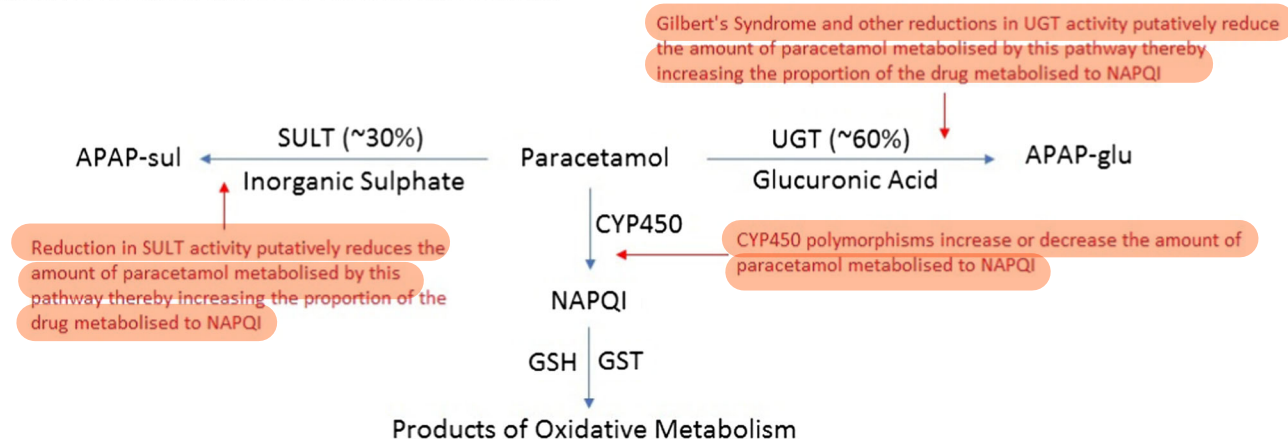 Gilbert's Syndrome and other reductions in UGT activity putatively reduce
the amount of paracetamol metabolised by this pathway thereby
increasing the proportion of the drug metabolised to NAPQI
SULT (~30%)
UGT (~60%)
APAP-sul
Paracetamol
APAP-glu
Inorganic Sulphate
Glucuronic Acid
CYP450
Reduction in SULT activity putatively reduces the
amount of paracetamol metabolised by this
pathway thereby increasing the proportion of the
drug metabolised to NAPQI
CYP450 polymorphisms increase or decrease the amount of
paracetamol metabolised to NAPQI
NAPQI
GSH
GST
Products of Oxidative Metabolism